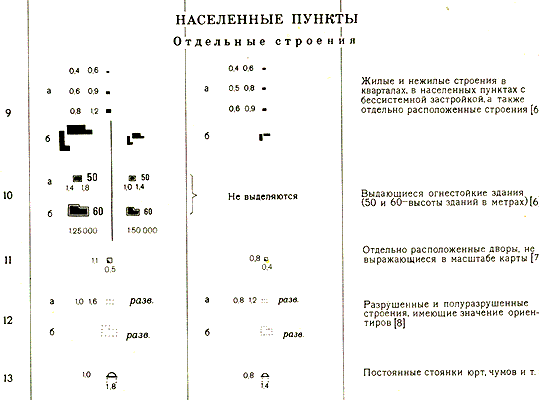 НАСЕЛЕННЫЕ ПУНКТЫ
Отдельные строения
9
а
0,4 0,6
0,6 0,9
0,8 1,2
б
а
0,4 0,6
0,5 0,8
0,6 0,9
б
Жилые и нежилые строения в
кварталах, в населенных пунктах с
бессистемной застройкой, а также
отдельно расположенные строения [6
10
а
50
50
1,4 1,8
1,0 1,4
б
60
60
125000
150000
Не выделяются
Выдающиеся огнестойкие здания
(50 и 60-высоты зданий в метрах) [6
11
1,1
0,5
0,8
0,4
Отдельно расположенные дворы, не
выражающиеся в масштабе карты [7
12
а
1,0 1,6
разв.
б
разв.
а
0,8 1,2
разв.
б
разв.
Разрушенные и полуразрушенные
строения, имеющие значение ориен-
тиров [8]
13
1,0
1,8
0,8
1,4
Постоянные стоянки юрт, чумов и т.